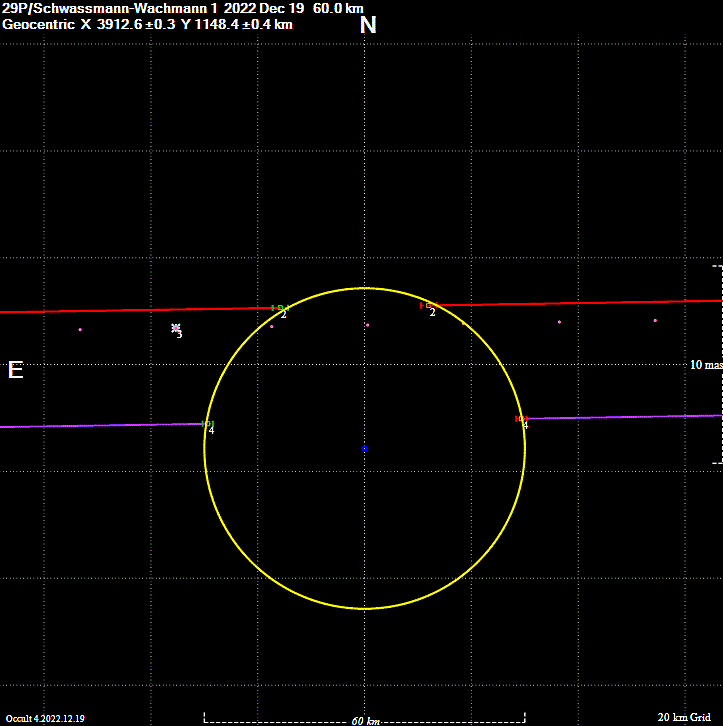 29P/Schwassmann-Wachmann 1 2022 Dec 19 60.0 km
Geocentric X 3912.6 ±0.3 Y 1148.4 ±0.4 km
N
2
2
3
E
10 mas
4
4
Occult 4.2022.12.19
60 km
20 km Grid